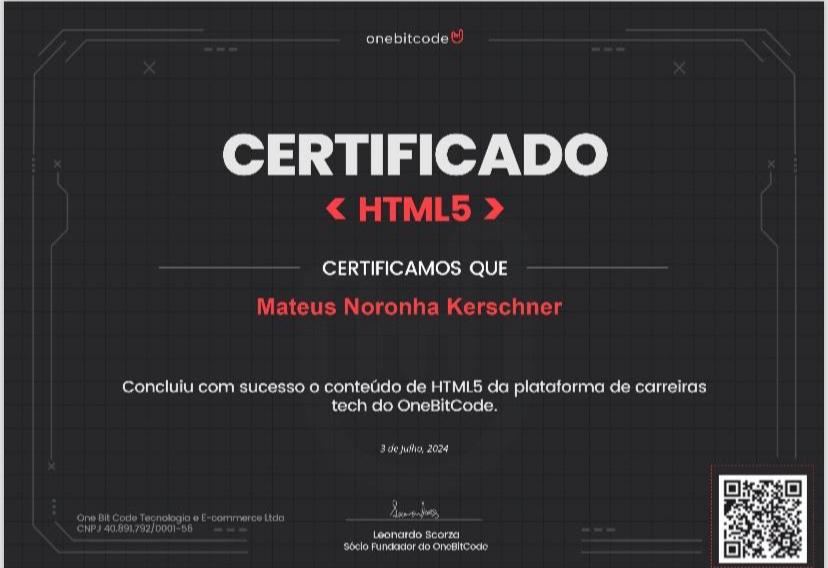 onebitcode
CERTIFICADO
< HTML5 >
CERTIFICAMOS QUE
Mateus Noronha Kerschner
Concluiu com sucesso o conteúdo de HTML5 da plataforma de carreiras
tech do OneBitCode.
3 de Julho, 2024
One Bit Code Tecnologia e E-commerce Ltda
CNPJ 40.891.792/0001-56
Leonardo Scorza
Sócio Fundador do OneBitCode